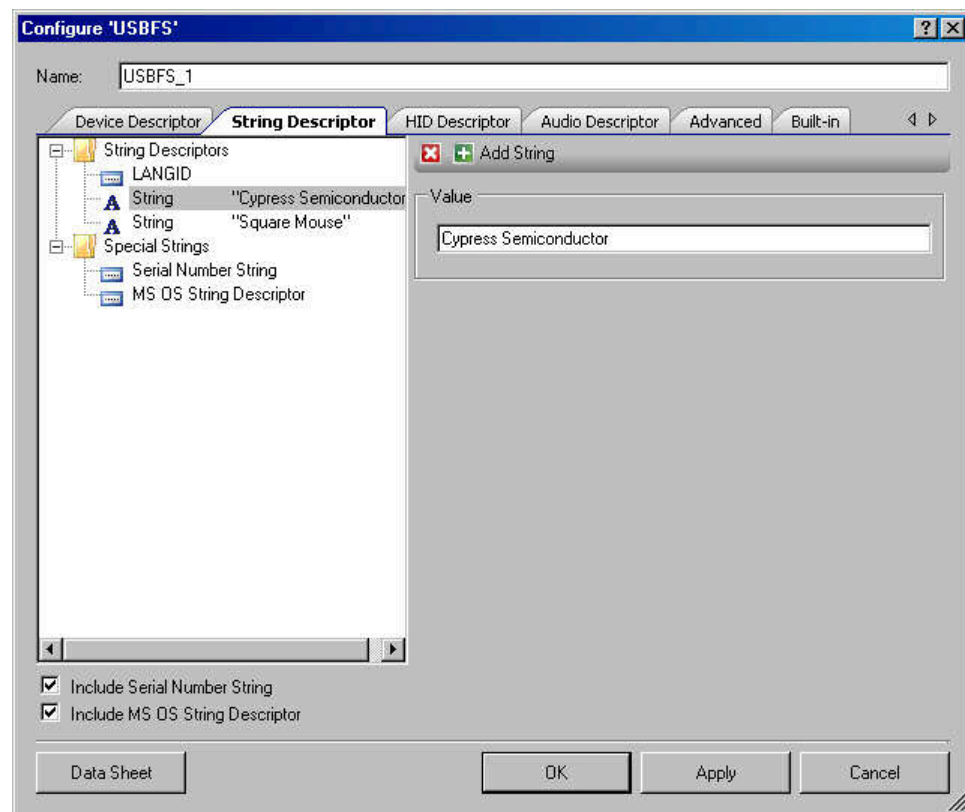 Configure 'USBFS'
Name: USBFS_1
Device Descriptor String Descriptor HID Descriptor Audio Descriptor Advanced Built-in
String Descriptors
LANGID
String "Cypress Semiconductor
String "Square Mouse"
Special Strings
Serial Number String
MS OS String Descriptor
Add String
Value
Cypress Semiconductor
Include Serial Number String
Include MS OS String Descriptor
Data Sheet OK Apply Cancel